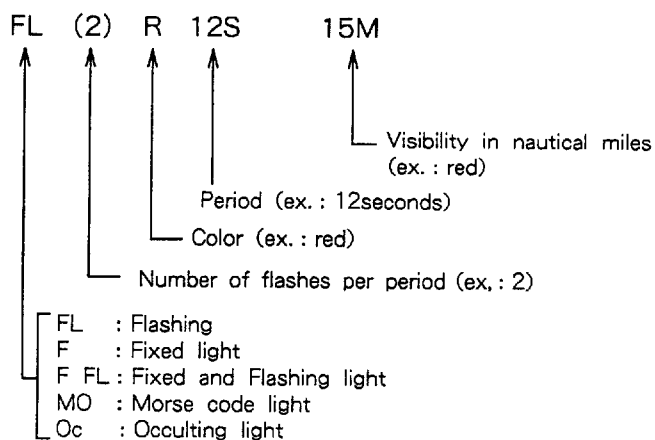 FL (2) R 12S 15M
Visibility in nautical miles
(ex. : red)
Period (ex. : 12seconds)
Color (ex. : red)
Number of flashes per period (ex, : 2)
FL : Flashing
F : Fixed light
F FL : Fixed and Flashing light
MO : Morse code light
Oc : Occulting light